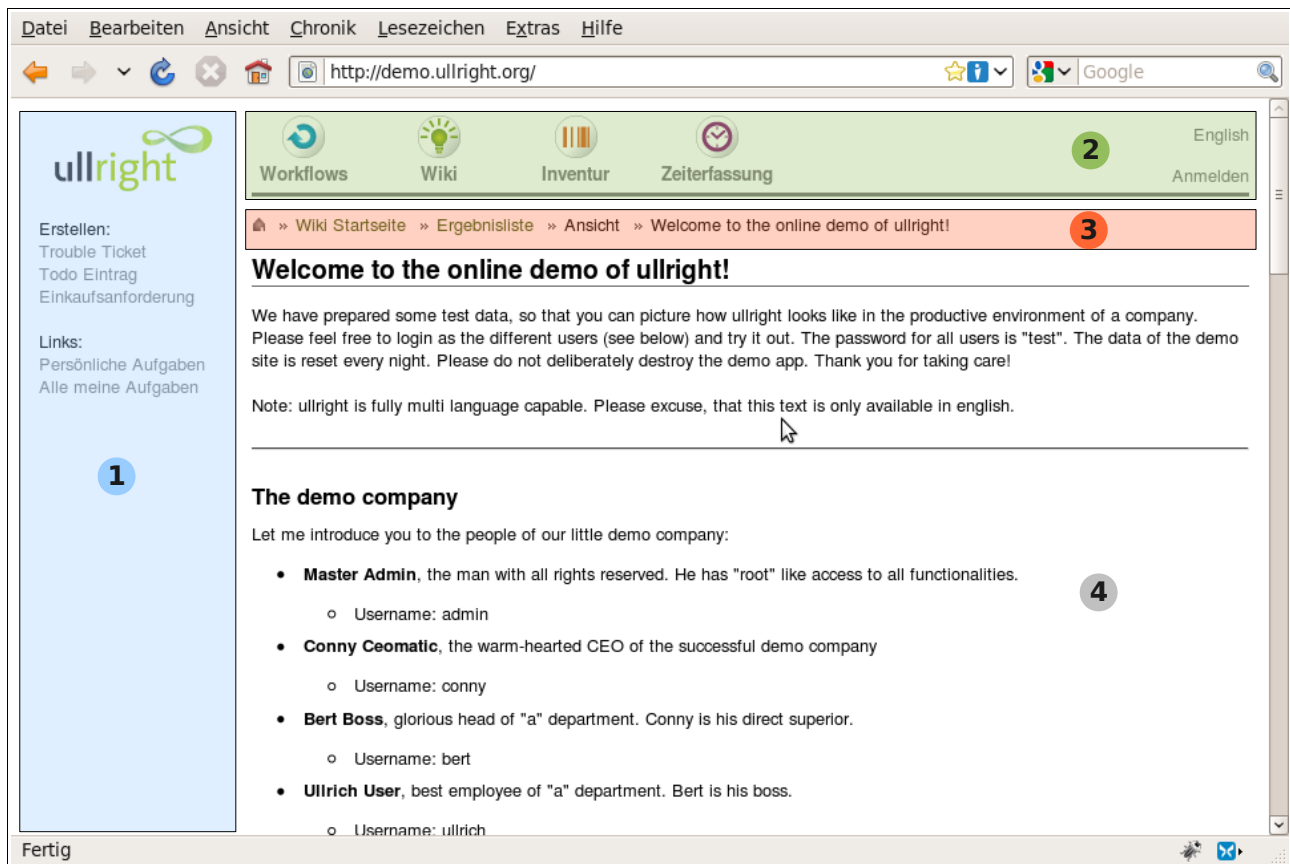 Datei Bearbeiten Ansicht Chronik Lesezeichen Extras Hilfe
http://demo.ullright.org/
Google
ullright
Erstellen:
Trouble Ticket
Todo Eintrag
Einkaufsanforderung
Links:
Persönliche Aufgaben
Alle meine Aufgaben
1
Workflows Wiki Inventur Zeiterfassung
2
English
Anmelden
» Wiki Startseite » Ergebnisliste » Ansicht » Welcome to the online demo of ullright!
3
Welcome to the online demo of ullright!
We have prepared some test data, so that you can picture how ullright looks like in the productive environment of a company.
Please feel free to login as the different users (see below) and try it out. The password for all users is "test". The data of the demo
site is reset every night. Please do not deliberately destroy the demo app. Thank you for taking care!
Note: ullright is fully multi language capable. Please excuse, that this text is only available in english.
The demo company
Let me introduce you to the people of our little demo company:
• Master Admin, the man with all rights reserved. He has "root" like access to all functionalities.
4
Username: admin
• Conny Ceomatic, the warm-hearted CEO of the successful demo company
Username: conny
• Bert Boss, glorious head of "a" department. Conny is his direct superior.
Username: bert
• Ullrich User, best employee of "a" department. Bert is his boss.
Username: ullrich
Fertig